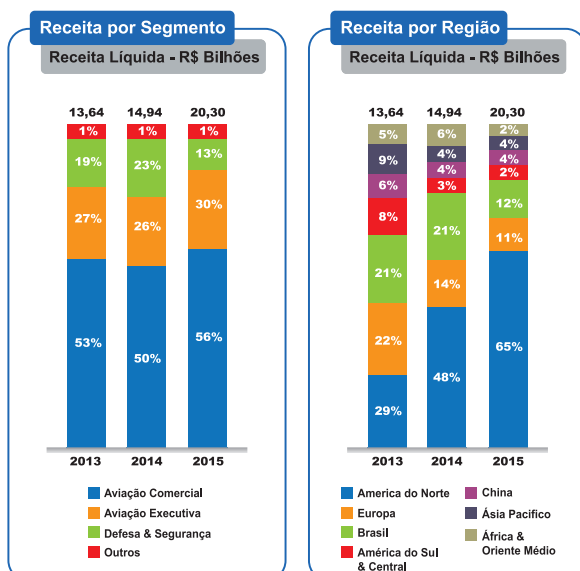 Receita por Segmento
Receita Líquida - R$ Bilhões
13,64 14,94 20,30
1% 1% 1%
19% 23% 13%
27% 26% 30%
53% 50% 56%
2013 2014 2015
Aviação Comercial
Aviação Executiva
Defesa & Segurança
Outros
Receita por Região
Receita Líquida - R$ Bilhões
13,64 14,94 20,30
5% 6% 2%
9% 4% 4%
6% 4% 4%
8% 3% 2%
21% 21% 12%
22% 14% 11%
29% 48% 65%
2013 2014 2015
America do Norte
Europa
Brasil
América do Sul
& Central
China
Ásia Pacifico
África &
Oriente Médio